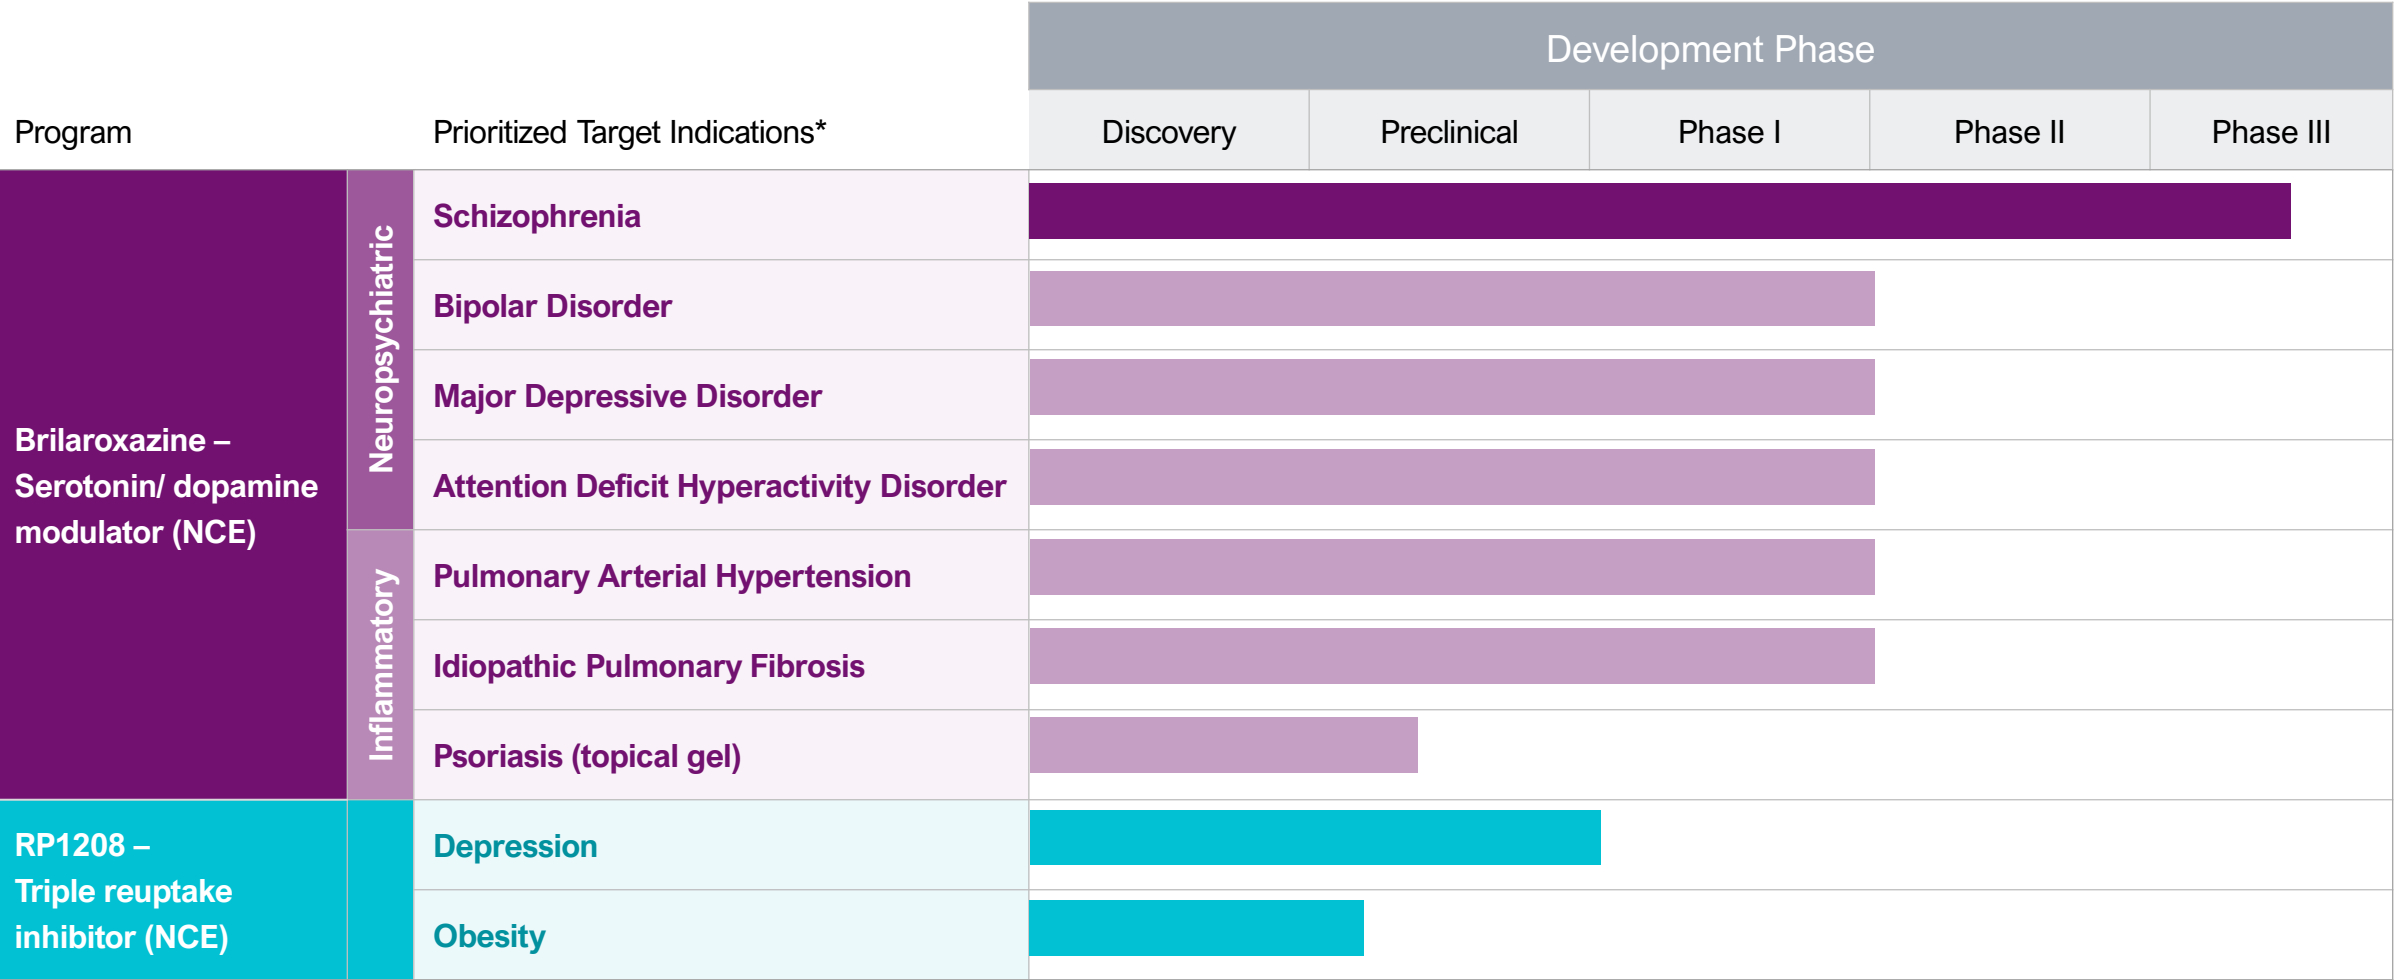 Development Phase
Program
Prioritized Target Indications*
Discovery
Preclinical
Phase I
Phase II
Phase III
Brilaroxazine –
Serotonin/ dopamine
modulator (NCE)
Neuropsychiatric
Schizophrenia
Bipolar Disorder
Major Depressive Disorder
Attention Deficit Hyperactivity Disorder
Inflammatory
Pulmonary Arterial Hypertension
Idiopathic Pulmonary Fibrosis
Psoriasis (topical gel)
RP1208 –
Triple reuptake
inhibitor (NCE)
Depression
Obesity